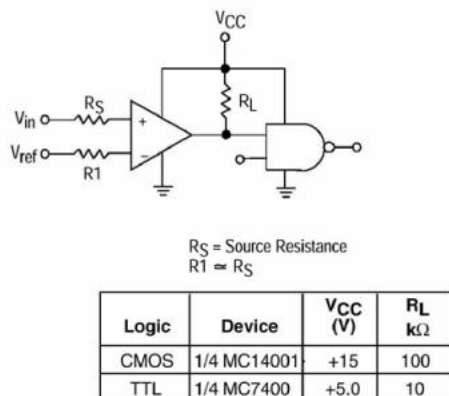 VCC
RS
RL
Vin
+
Vref
−
R1
RS = Source Resistance
R1 ≃ RS
Logic Device VCC (V) RL kΩ
CMOS 1/4 MC14001 +15 100
TTL 1/4 MC7400 +5.0 10